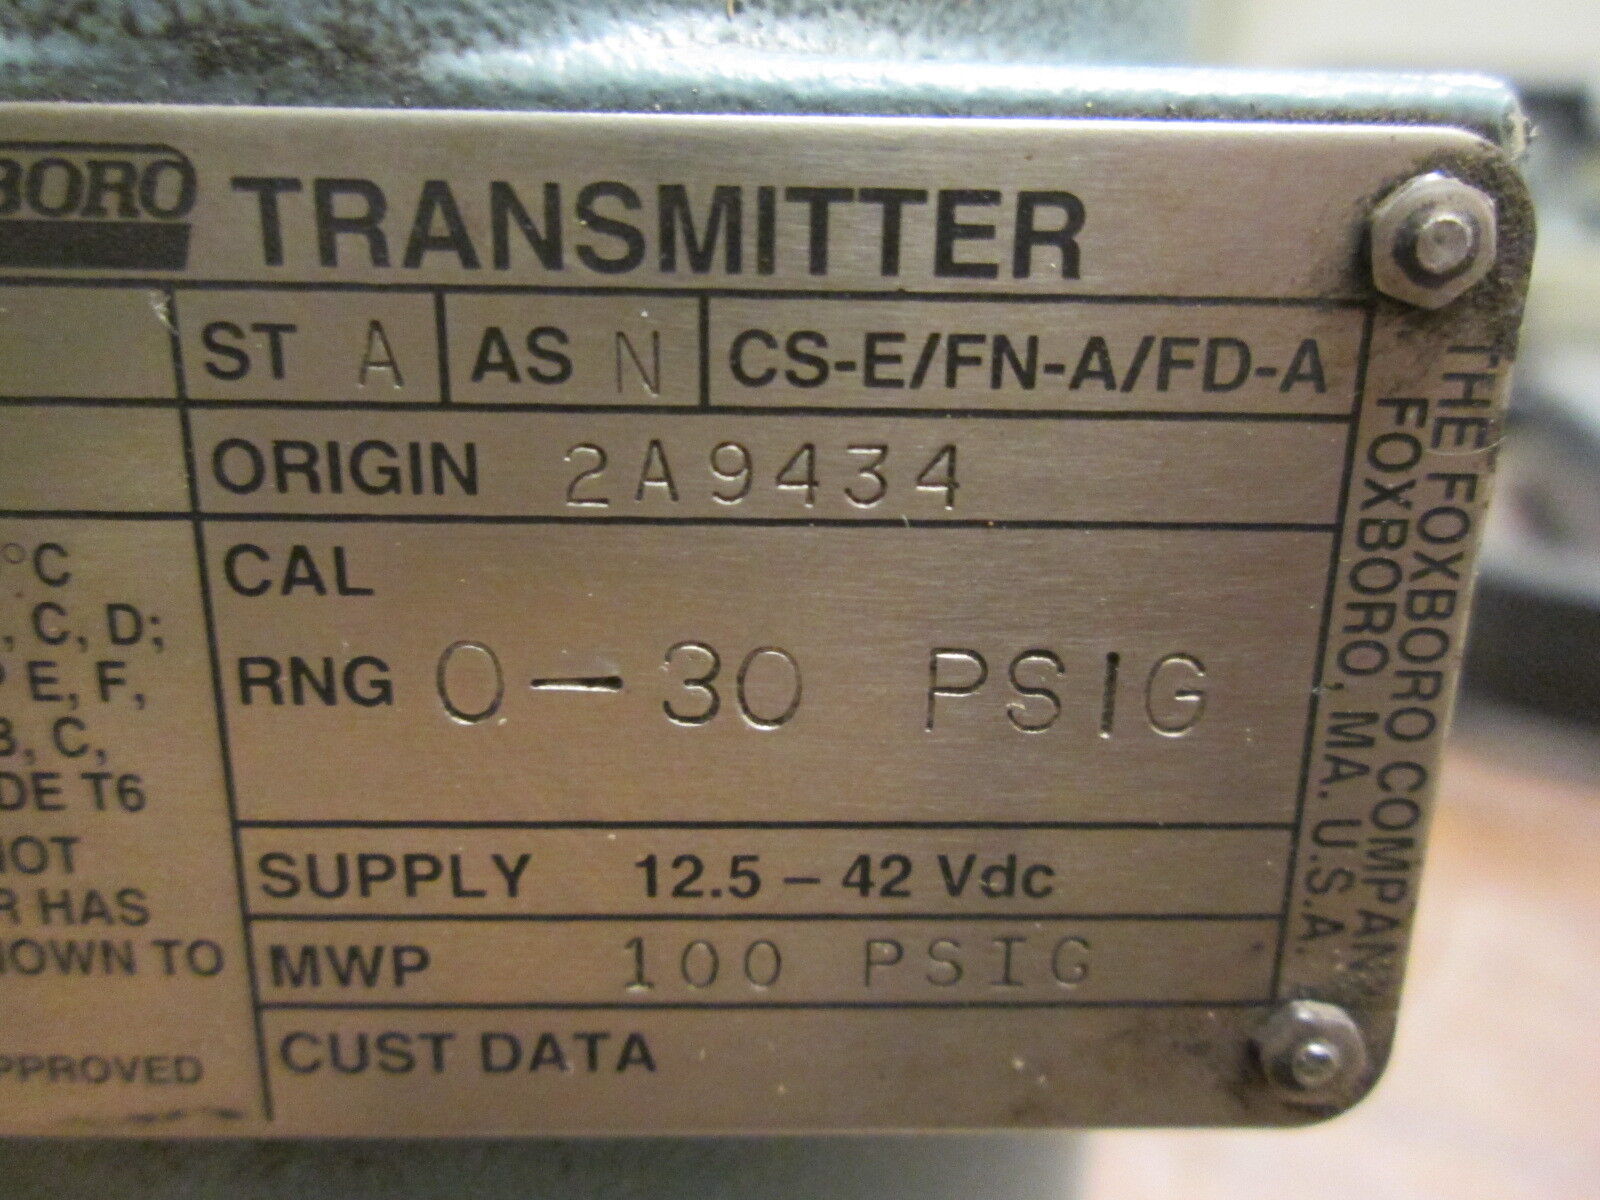 BORO TRANSMITTER
ST A AS N CS-E/FN-A/FD-A
ORIGIN 2A9434
CAL
RNG 0-30 PSIG
SUPPLY 12.5 - 42 Vdc
MWP 100 PSIG
CUST DATA
°C
, C, D;
P E, F,
B, C,
DE T6
NOT
R HAS
HOWN TO
PPROVED
THE FOXBORO COMPANY
FOXBORO, MA. U.S.A.